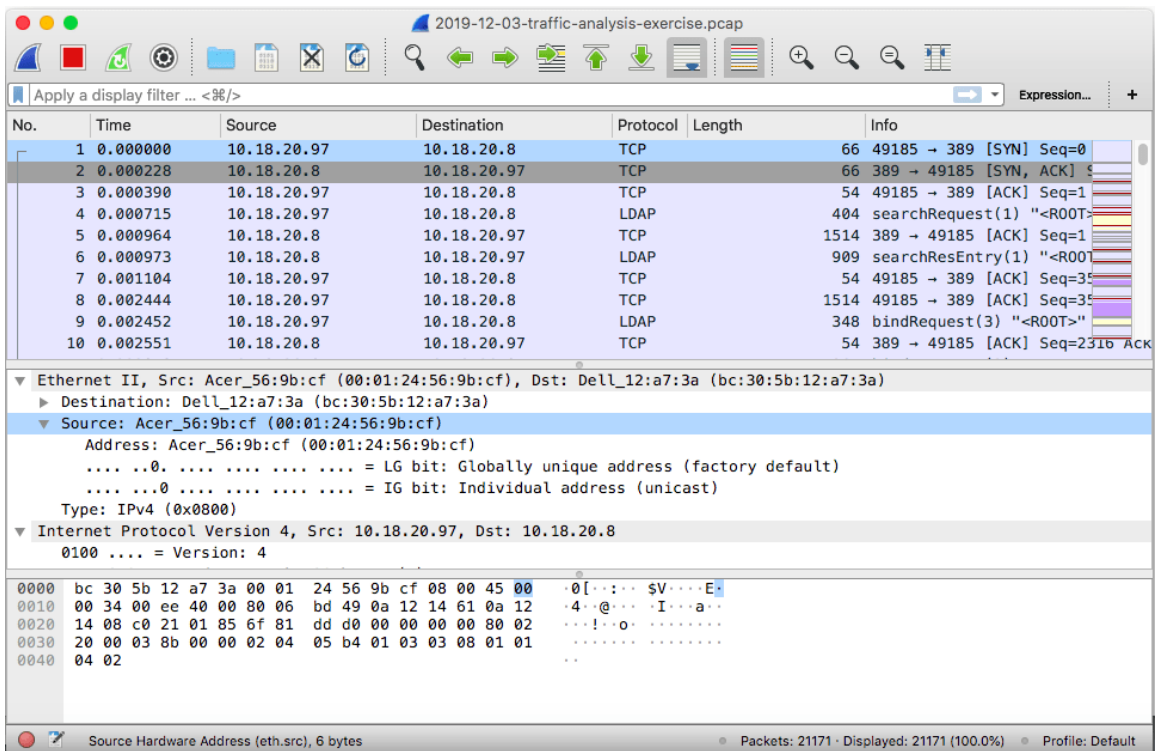 2019-12-03-traffic-analysis-exercise.pcap
Apply a display filter ... <⌘/>
Expression... +
No. Time Source Destination Protocol Length Info
1 0.000000 10.18.20.97 10.18.20.8 TCP 66 49185 → 389 [SYN] Seq=0
2 0.000228 10.18.20.8 10.18.20.97 TCP 66 389 → 49185 [SYN, ACK] S
3 0.000390 10.18.20.97 10.18.20.8 TCP 54 49185 → 389 [ACK] Seq=1
4 0.000715 10.18.20.97 10.18.20.8 LDAP 404 searchRequest(1) "<ROOT>
5 0.000964 10.18.20.8 10.18.20.97 TCP 1514 389 → 49185 [ACK] Seq=1
6 0.000973 10.18.20.8 10.18.20.97 LDAP 909 searchResEntry(1) "<ROOT
7 0.001104 10.18.20.97 10.18.20.8 TCP 54 49185 → 389 [ACK] Seq=35
8 0.002444 10.18.20.97 10.18.20.8 TCP 1514 49185 → 389 [ACK] Seq=35
9 0.002452 10.18.20.97 10.18.20.8 LDAP 348 bindRequest(3) "<ROOT>"
10 0.002551 10.18.20.8 10.18.20.97 TCP 54 389 → 49185 [ACK] Seq=2316 Ack
Ethernet II, Src: Acer_56:9b:cf (00:01:24:56:9b:cf), Dst: Dell_12:a7:3a (bc:30:5b:12:a7:3a)
Destination: Dell_12:a7:3a (bc:30:5b:12:a7:3a)
Source: Acer_56:9b:cf (00:01:24:56:9b:cf)
Address: Acer_56:9b:cf (00:01:24:56:9b:cf)
.... ..0. .... .... .... .... = LG bit: Globally unique address (factory default)
.... ...0 .... .... .... .... = IG bit: Individual address (unicast)
Type: IPv4 (0x0800)
Internet Protocol Version 4, Src: 10.18.20.97, Dst: 10.18.20.8
0100 .... = Version: 4
0000 bc 30 5b 12 a7 3a 00 01 24 56 9b cf 08 00 45 00 ·0[··:·· $V····E·
0010 00 34 00 ee 40 00 80 06 bd 49 0a 12 14 61 0a 12 ·4··@··· ·I···a··
0020 14 08 c0 21 01 85 6f 81 dd d0 00 00 00 00 80 02 ···!··o· ········
0030 20 00 03 8b 00 00 02 04 05 b4 01 03 03 08 01 01 ······· ········
0040 04 02 ··
Source Hardware Address (eth.src), 6 bytes
Packets: 21171 · Displayed: 21171 (100.0%)
Profile: Default